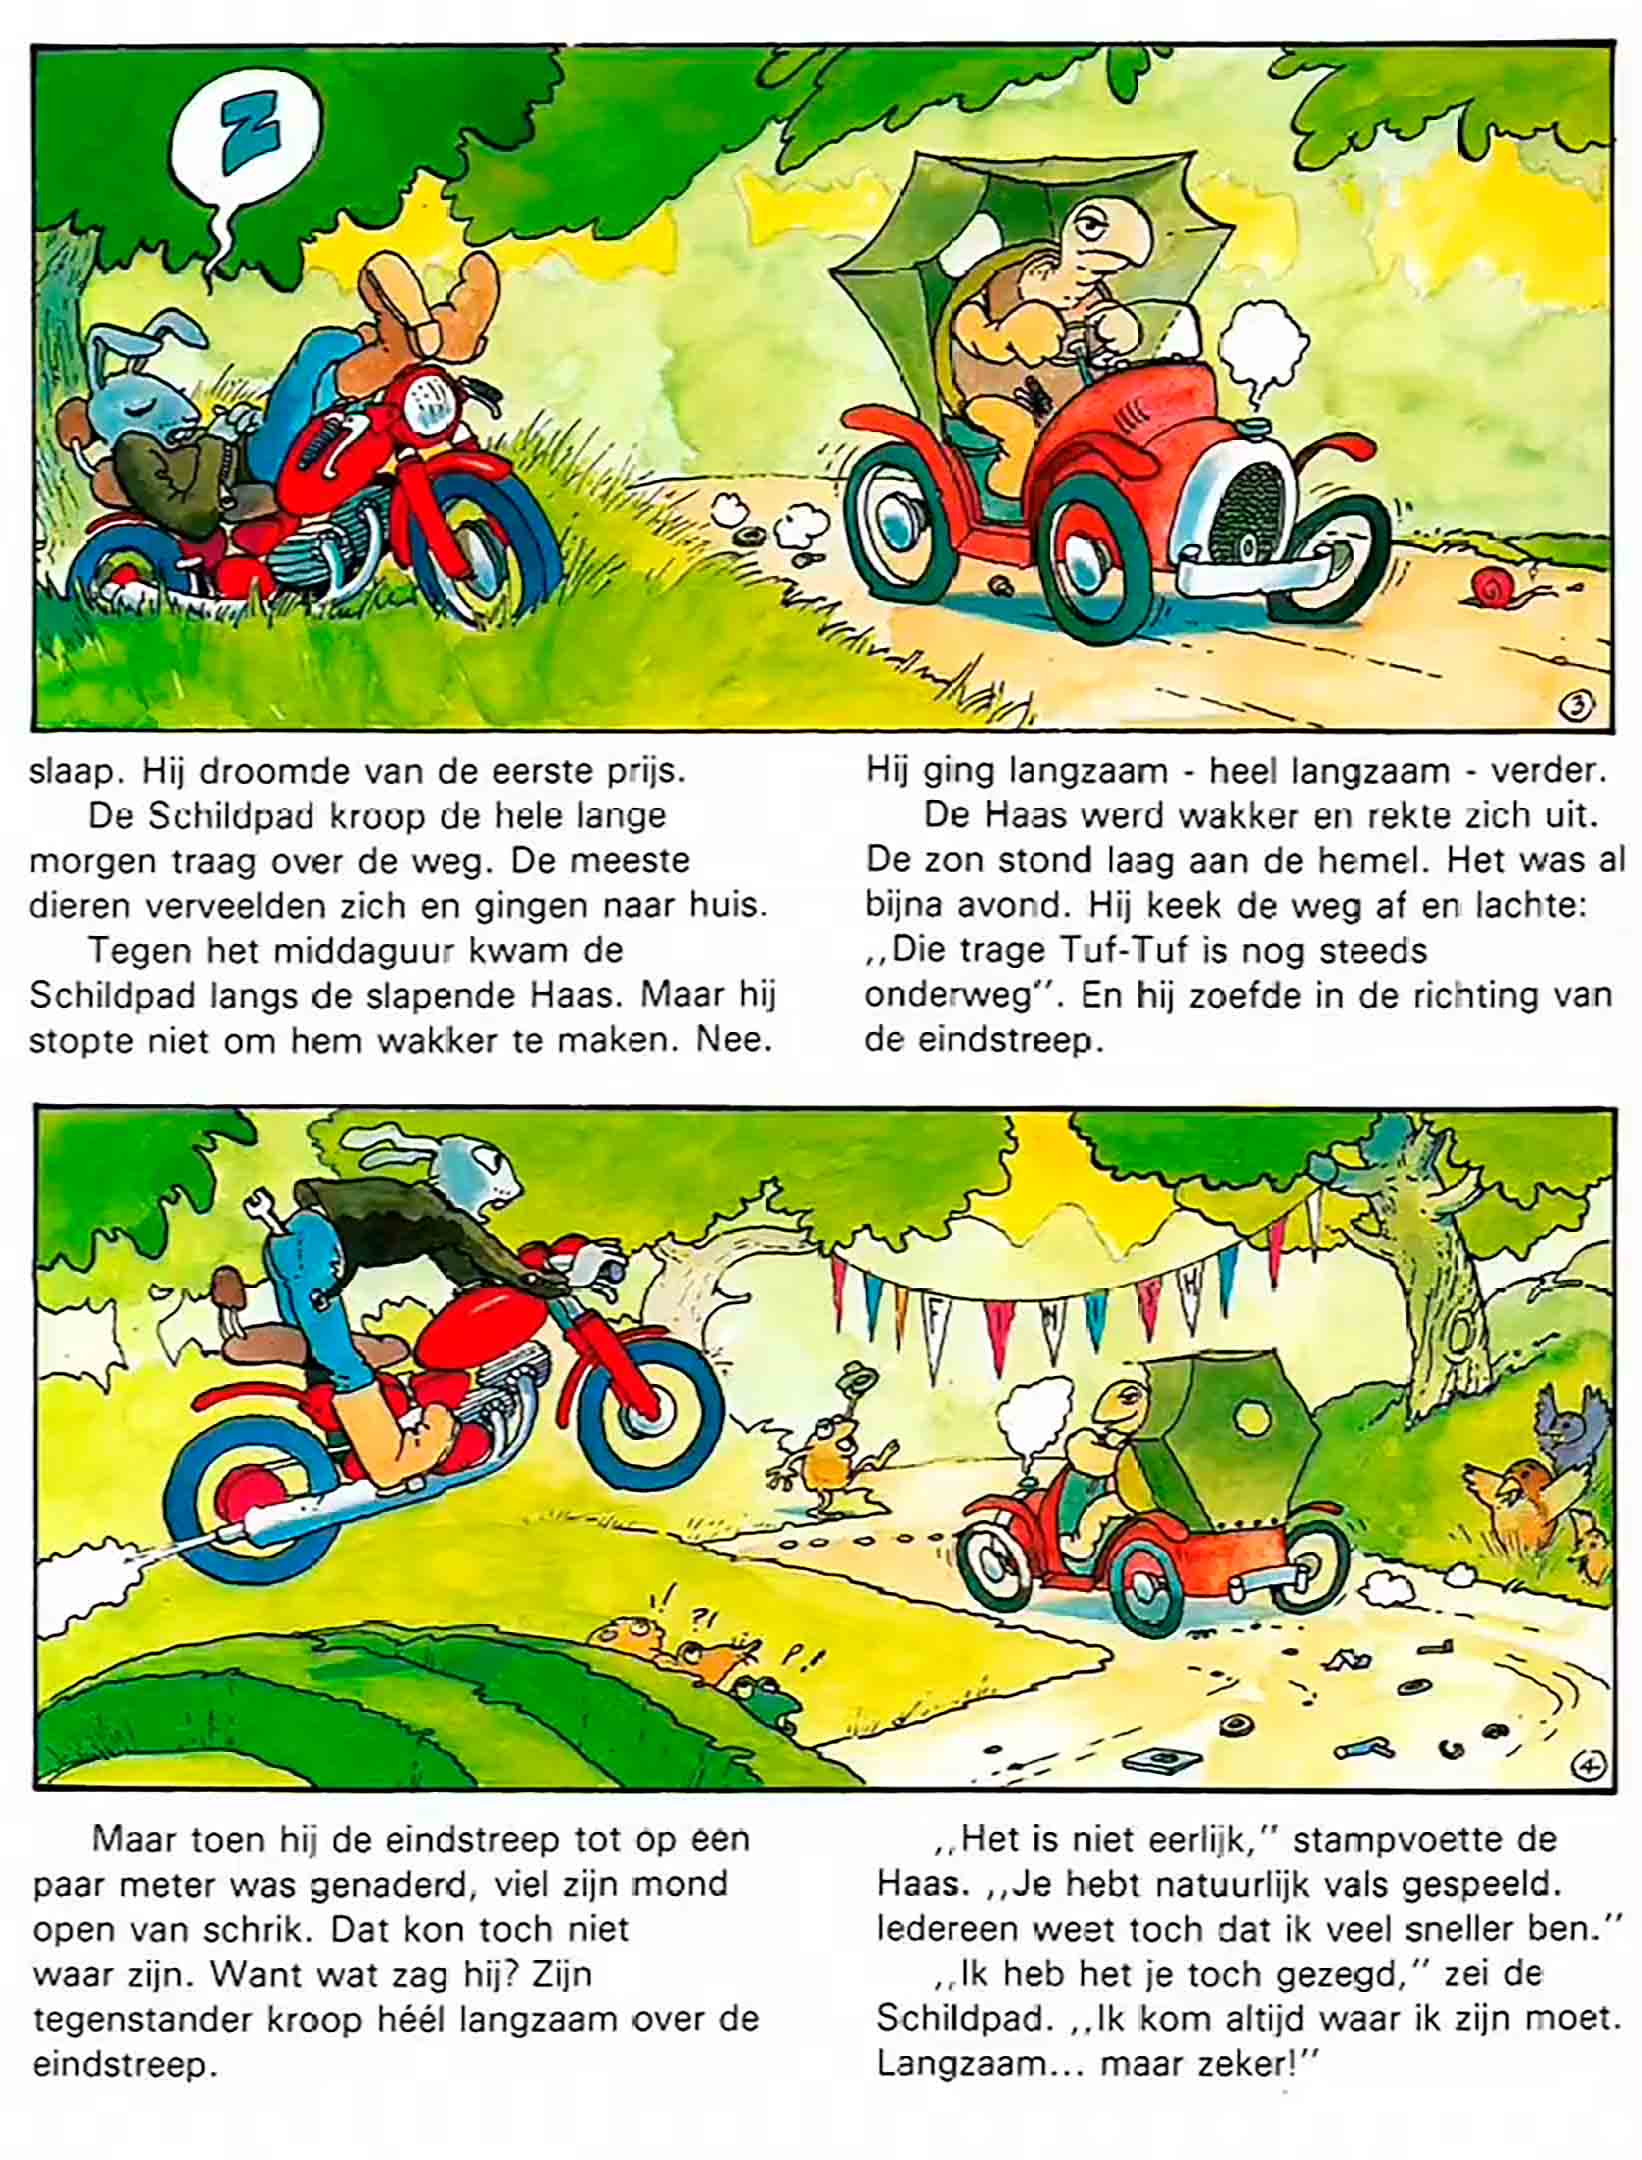 Z
3
slaap. Hij droomde van de eerste prijs.
De Schildpad kroop de hele lange
morgen traag over de weg. De meeste
dieren verveelden zich en gingen naar huis.
Tegen het middaguur kwam de
Schildpad langs de slapende Haas. Maar hij
stopte niet om hem wakker te maken. Nee.
Hij ging langzaam - heel langzaam - verder.
De Haas werd wakker en rekte zich uit.
De zon stond laag aan de hemel. Het was al
bijna avond. Hij keek de weg af en lachte:
,,Die trage Tuf-Tuf is nog steeds
onderweg”. En hij zoefde in de richting van
de eindstreep.
FINISH
! ?! P!
4
Maar toen hij de eindstreep tot op een
paar meter was genaderd, viel zijn mond
open van schrik. Dat kon toch niet
waar zijn. Want wat zag hij? Zijn
tegenstander kroop héél langzaam over de
eindstreep.
,,Het is niet eerlijk,” stampvoette de
Haas. ,,Je hebt natuurlijk vals gespeeld.
Iedereen weet toch dat ik veel sneller ben.”
,,Ik heb het je toch gezegd,” zei de
Schildpad. ,,Ik kom altijd waar ik zijn moet.
Langzaam... maar zeker!”